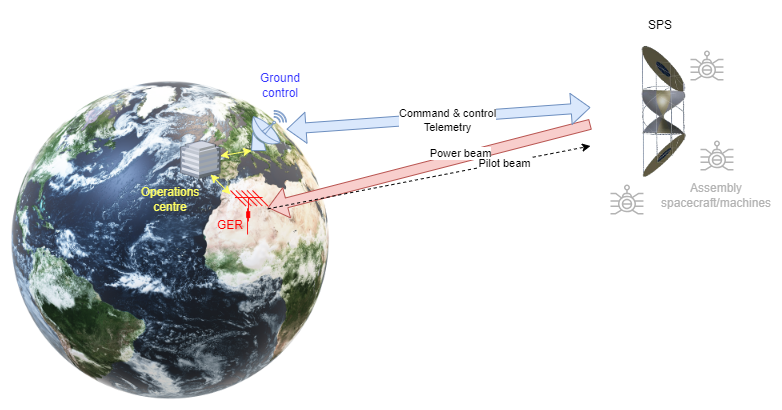 SPS
Ground
control
Command & control
Telemetry
Power beam
Pilot beam
Operations
centre
GER
Assembly
spacecraft/machines